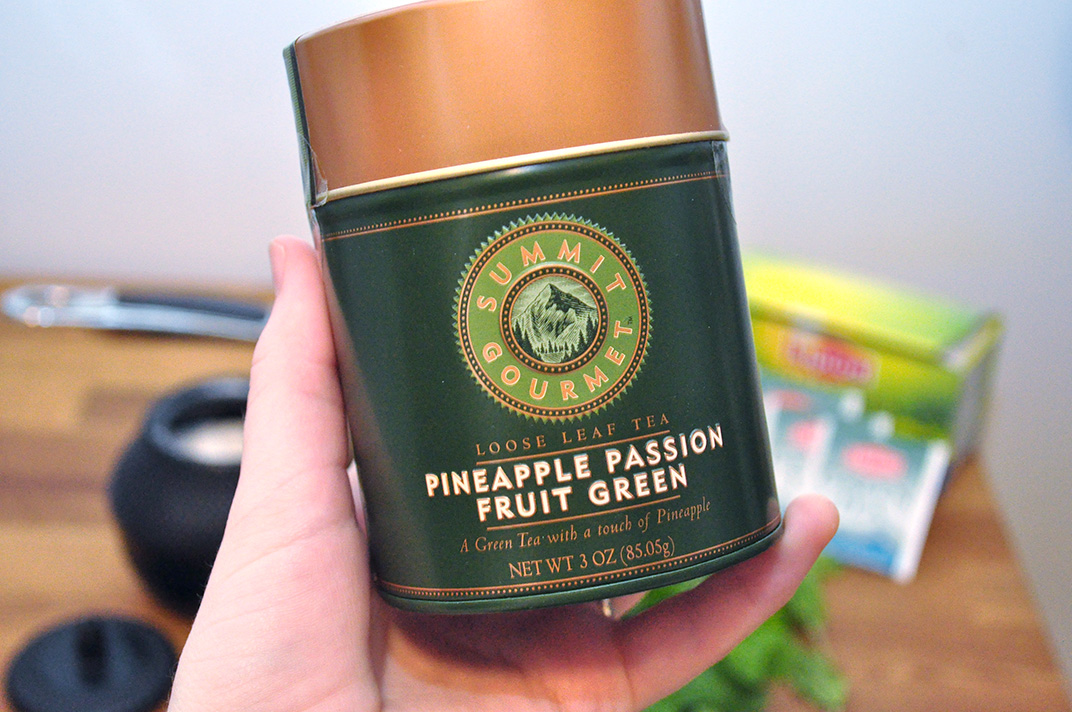 SUMMIT
GOURMET
LOOSE LEAF TEA
PINEAPPLE PASSION
FRUIT GREEN
A Green Tea with a touch of Pineapple
NET WT 3 OZ (85.05g)